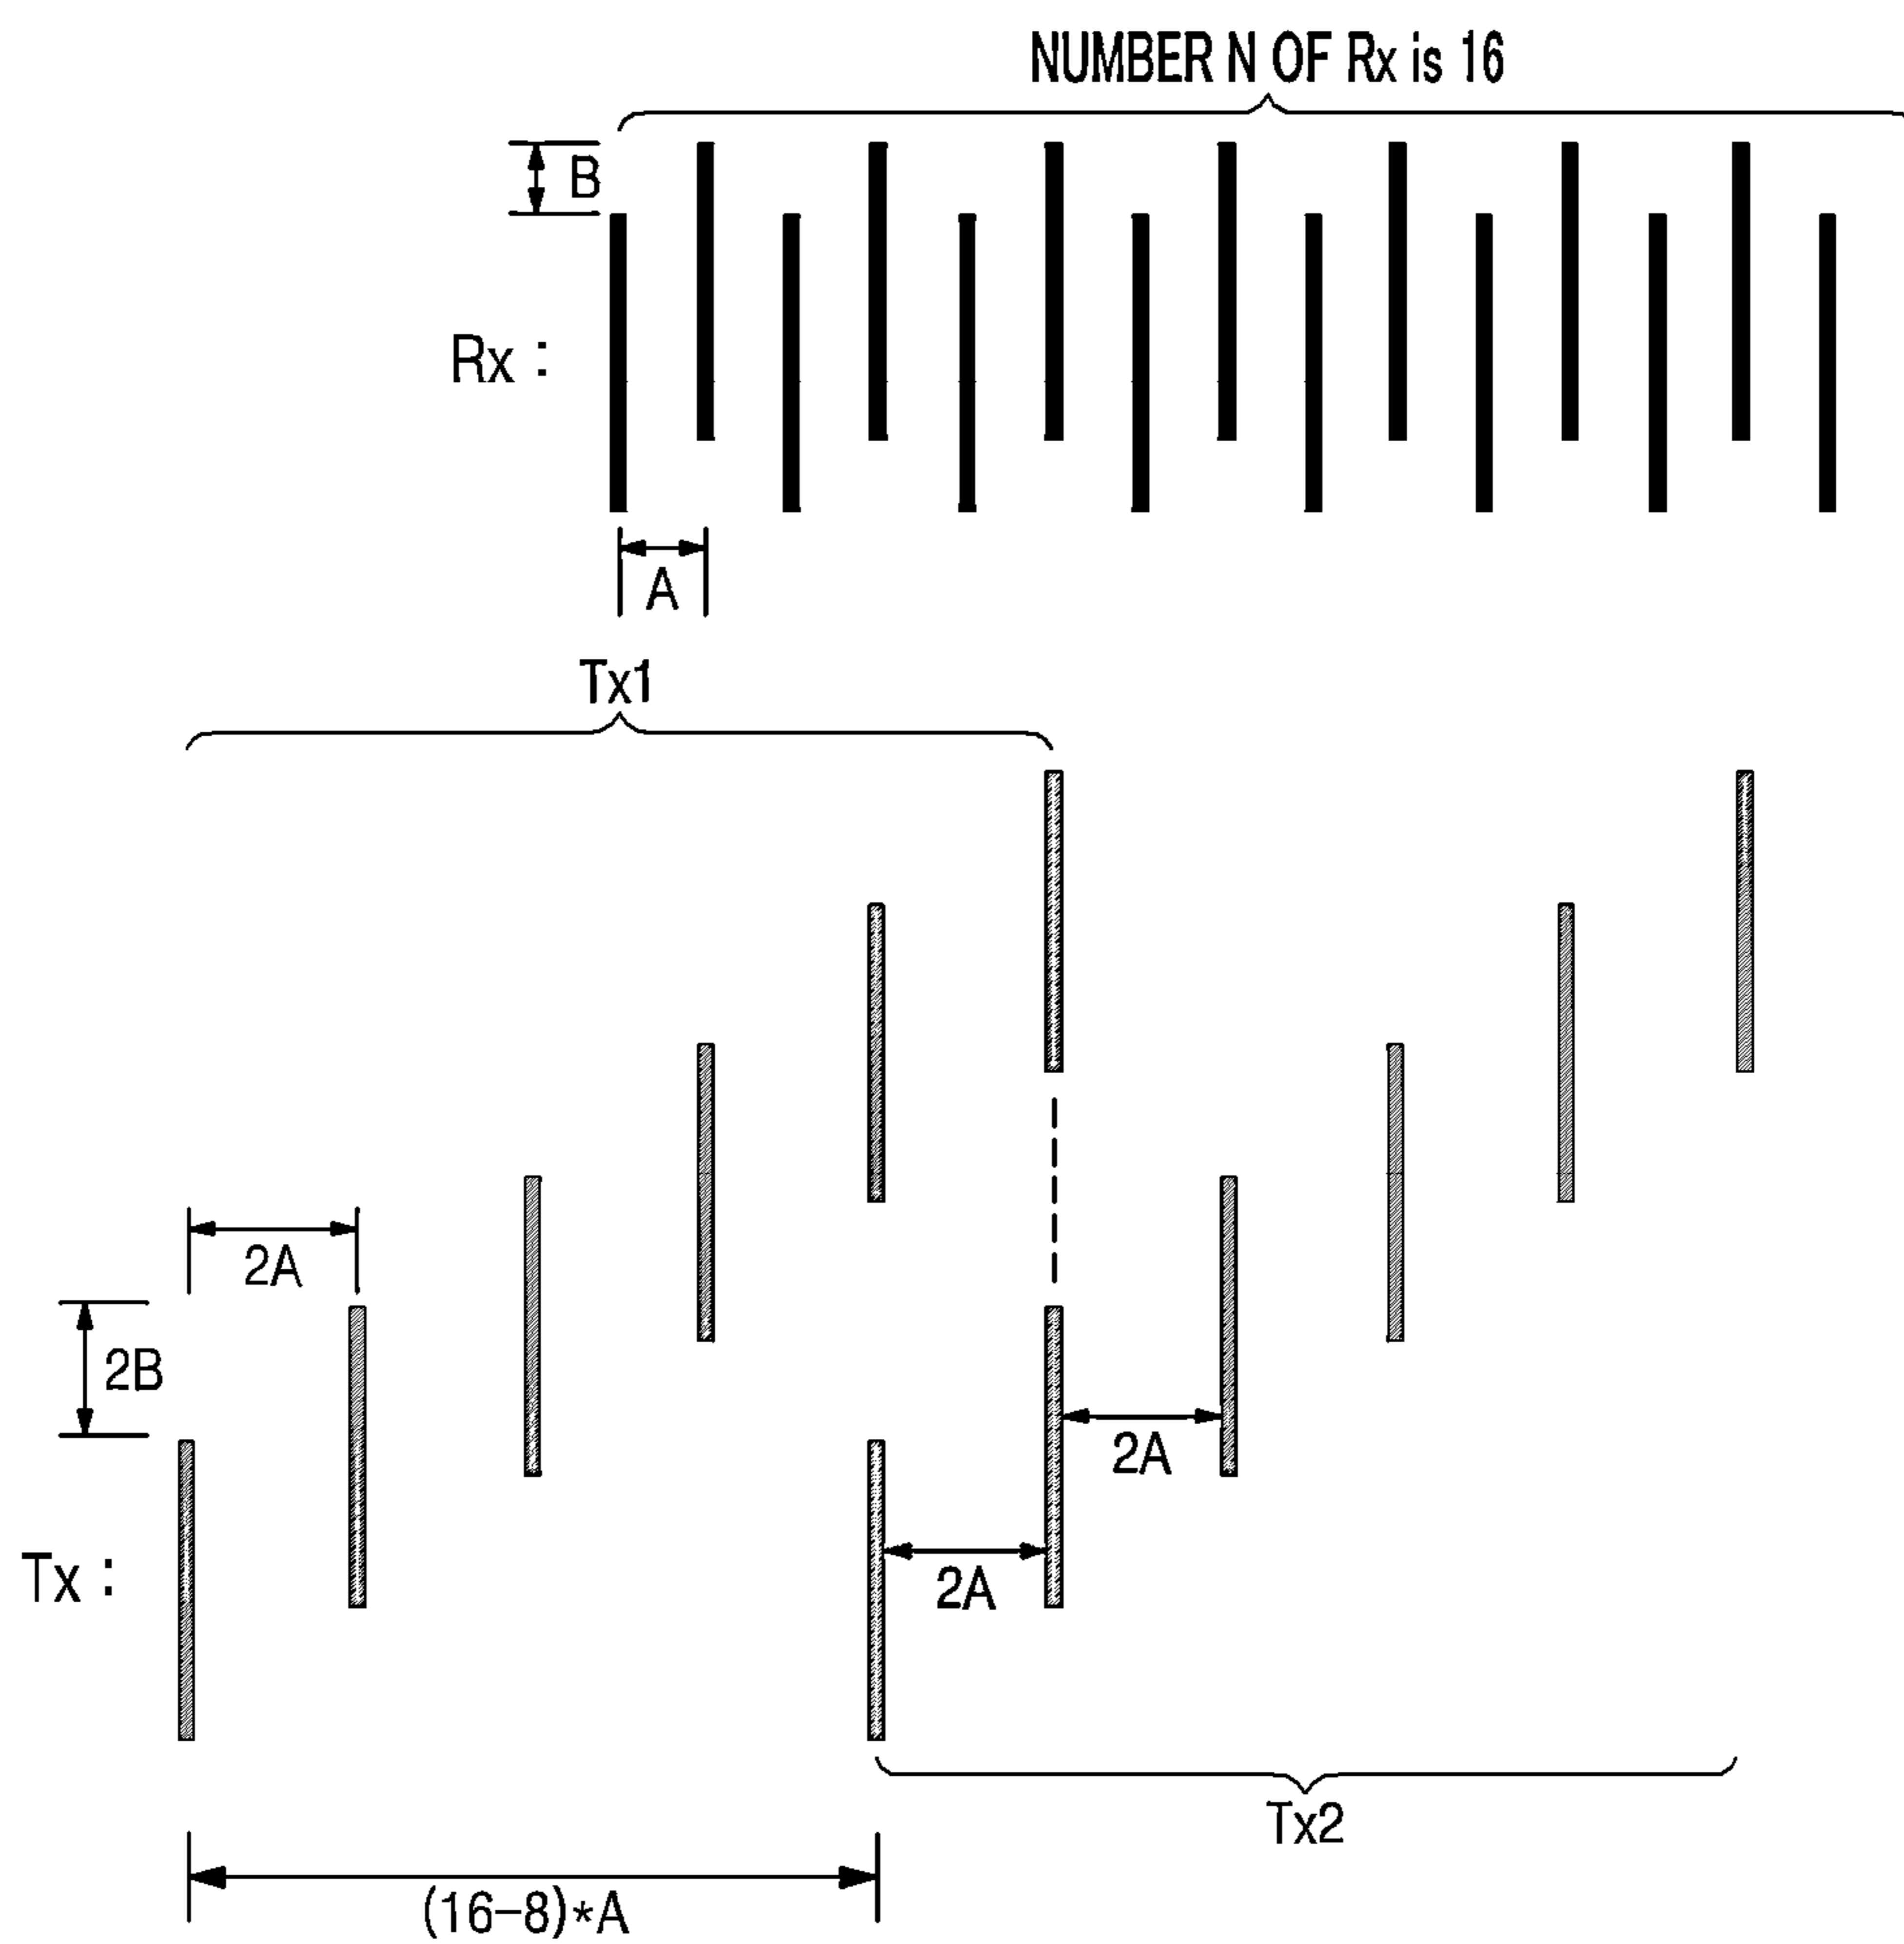 NUMBER N OF Rx is 16
B
Rx :
A
Tx1
2A
2B
2A
Tx :
2A
Tx2
(16-8)*A